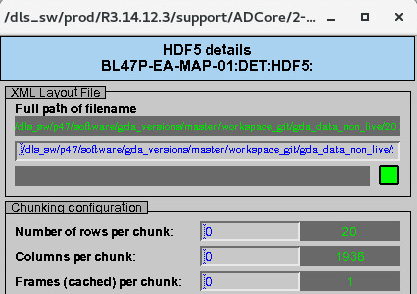 /dls_sw/prod/R3.14.12.3/support/ADCore/2-...
HDF5 details
BL47P-EA-MAP-01:DET:HDF5:
XML Layout File
Full path of filename
/dls_sw/p47/software/gda_versions/master/workspace_git/gda_data_non_live/20
/dls_sw/p47/software/gda_versions/master/workspace_git/gda_data_non_live/
Chunking configuration
Number of rows per chunk: 0 20
Columns per chunk: 0 1936
Frames (cached) per chunk: 0 1